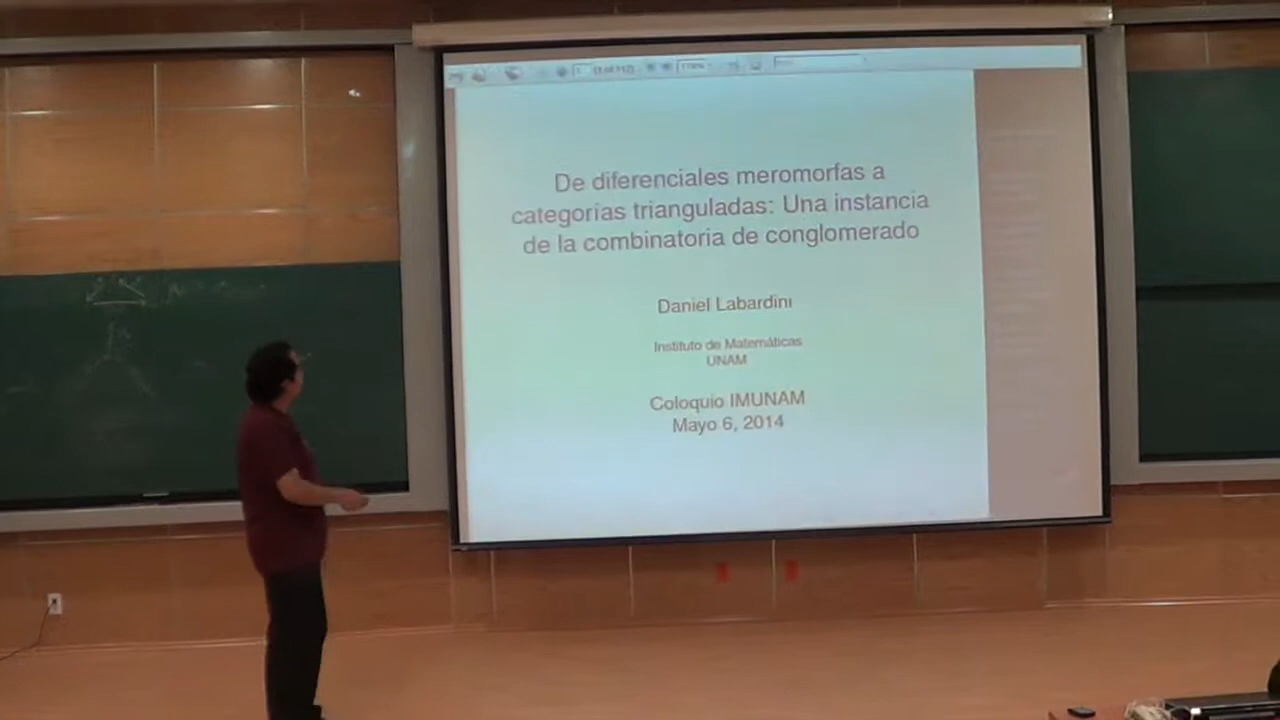 De diferenciales meromorfas a
categorías trianguladas: Una instancia
de la combinatoria de conglomerado
Daniel Labardini
Instituto de Matemáticas
UNAM
Coloquio IMUNAM
Mayo 6, 2014